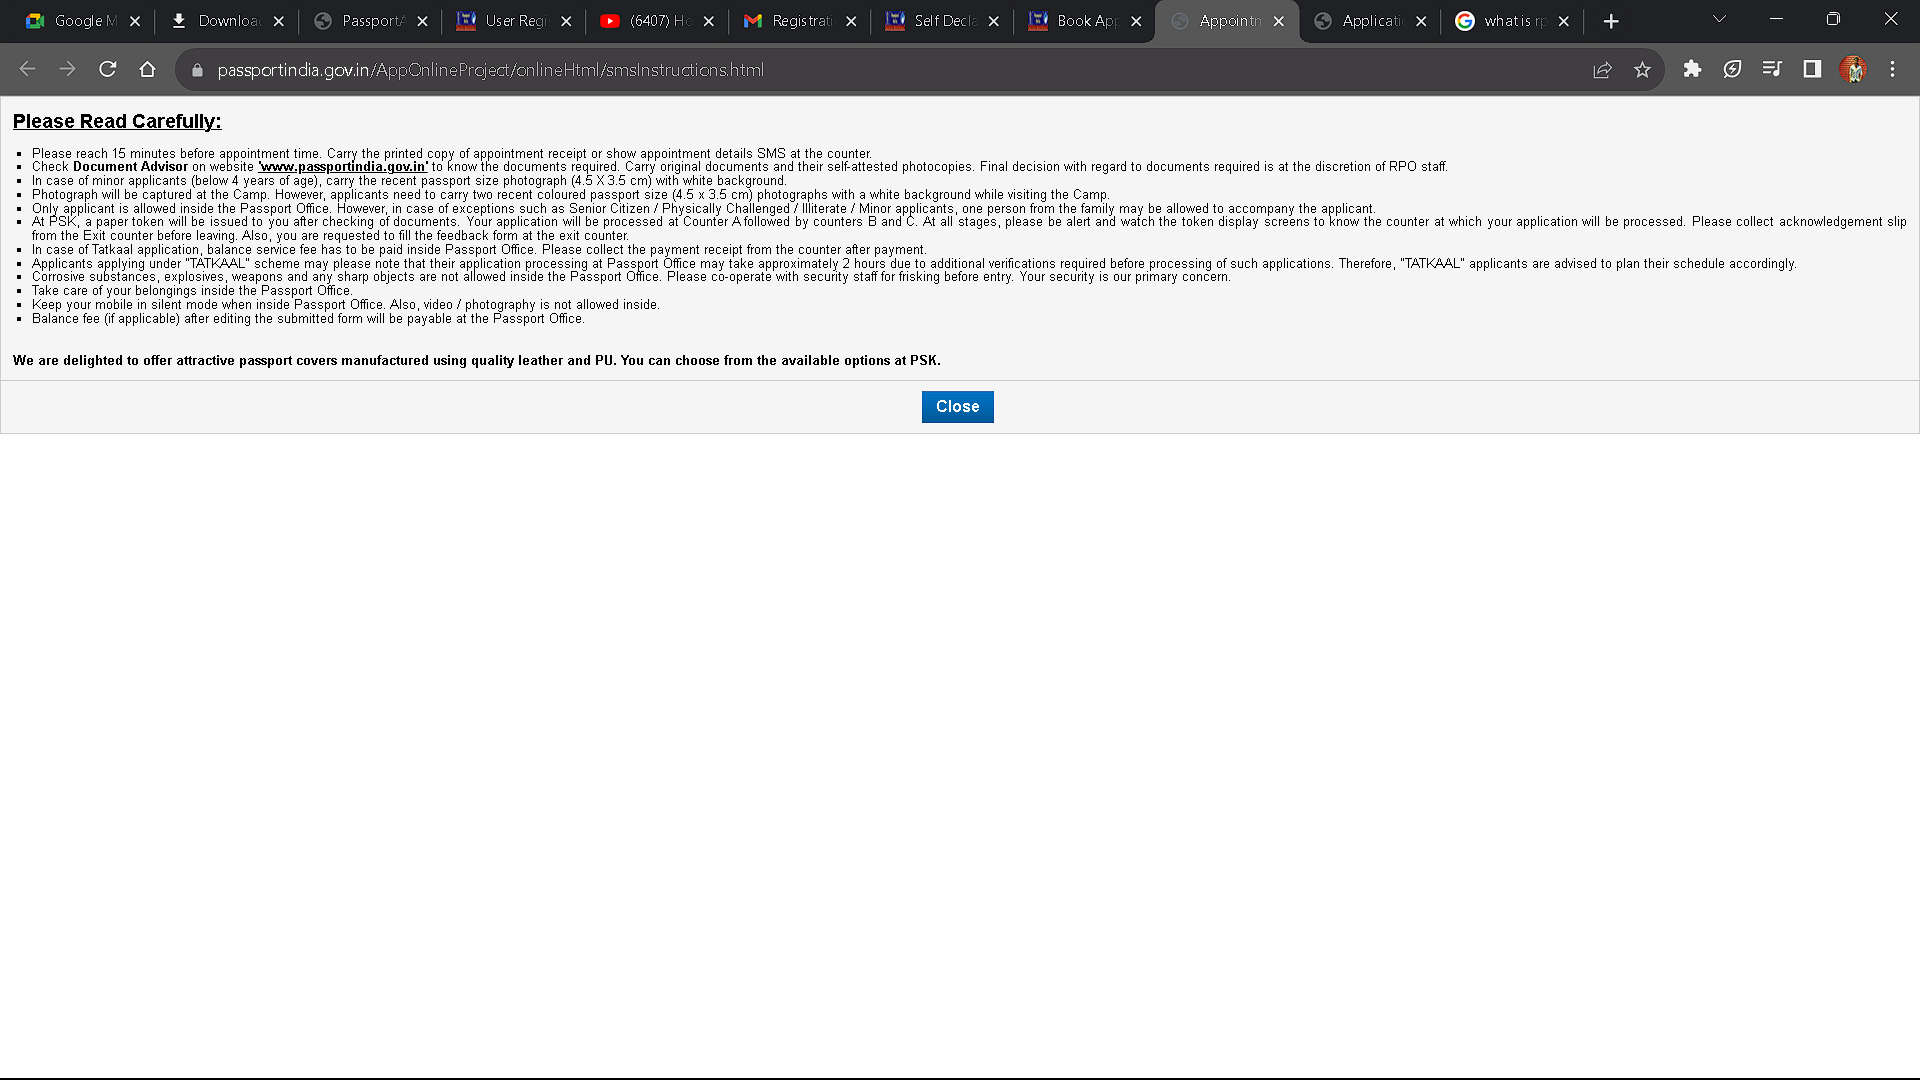 Google M
Downloa
PassportA
User Regi
(6407) Ho
Registrati
Self Decla
Book App
Appointm
Applicati
what is rp
passportindia.gov.in/AppOnlineProject/onlineHtml/smsInstructions.html
Please Read Carefully:
Please reach 15 minutes before appointment time. Carry the printed copy of appointment receipt or show appointment details SMS at the counter.
Check Document Advisor on website 'www.passportindia.gov.in' to know the documents required. Carry original documents and their self-attested photocopies. Final decision with regard to documents required is at the discretion of RPO staff.
In case of minor applicants (below 4 years of age), carry the recent passport size photograph (4.5 X 3.5 cm) with white background.
Photograph will be captured at the Camp. However, applicants need to carry two recent coloured passport size (4.5 x 3.5 cm) photographs with a white background while visiting the Camp.
Only applicant is allowed inside the Passport Office. However, in case of exceptions such as Senior Citizen / Physically Challenged / Illiterate / Minor applicants, one person from the family may be allowed to accompany the applicant.
At PSK, a paper token will be issued to you after checking of documents. Your application will be processed at Counter A followed by counters B and C. At all stages, please be alert and watch the token display screens to know the counter at which your application will be processed. Please collect acknowledgement slip
from the Exit counter before leaving. Also, you are requested to fill the feedback form at the exit counter.
In case of Tatkaal application, balance service fee has to be paid inside Passport Office. Please collect the payment receipt from the counter after payment.
Applicants applying under "TATKAAL" scheme may please note that their application processing at Passport Office may take approximately 2 hours due to additional verifications required before processing of such applications. Therefore, "TATKAAL" applicants are advised to plan their schedule accordingly.
Corrosive substances, explosives, weapons and any sharp objects are not allowed inside the Passport Office. Please co-operate with security staff for frisking before entry. Your security is our primary concern.
Take care of your belongings inside the Passport Office.
Keep your mobile in silent mode when inside Passport Office. Also, video / photography is not allowed inside.
Balance fee (if applicable) after editing the submitted form will be payable at the Passport Office.
We are delighted to offer attractive passport covers manufactured using quality leather and PU. You can choose from the available options at PSK.
Close